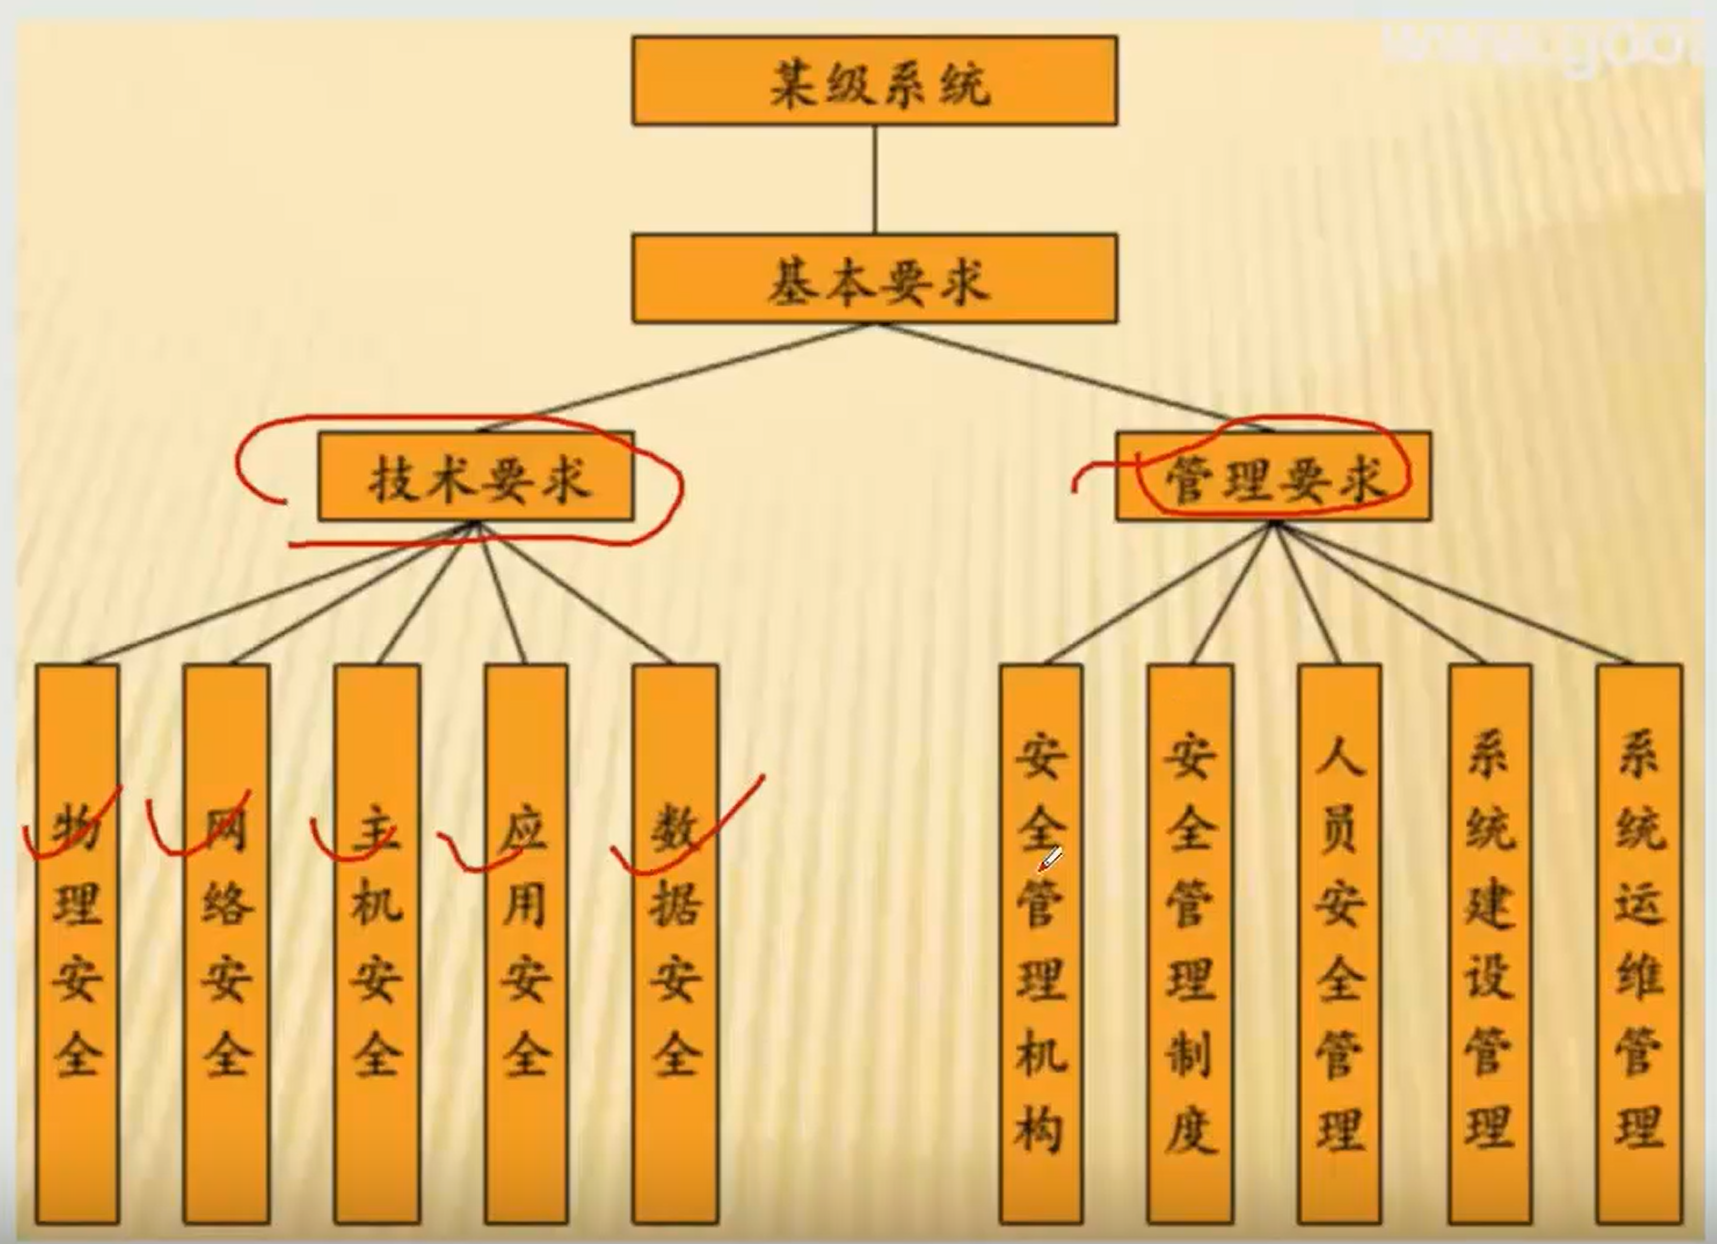 某级系统
基本要求
技术要求
管理要求
物理安全
网络安全
主机安全
应用安全
数据安全
安全管理机构
安全管理制度
人员安全管理
系统建设管理
系统运维管理